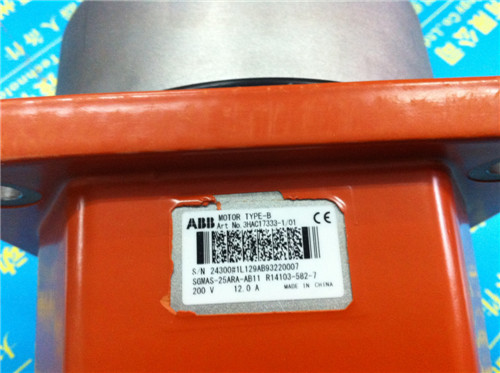 ABB MOTOR TYPE-B
Art No. 3HAC17333-1/01
CE
S/N 24300#1L129AB93220007
SGMAS-25ARA-AB11 R14103-582-7
200 V 12.0 A MADE IN CHINA